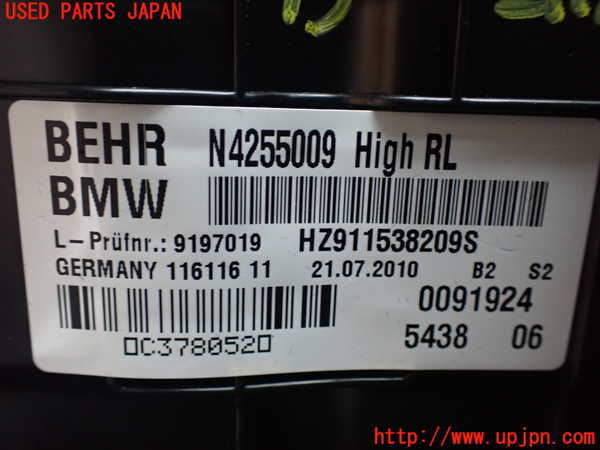 USED PARTS JAPAN
BEHR N4255009 High RL
BMW
L-Prüfnr.: 9197019 HZ911538209S
GERMANY 116116 11 21.07.2010 B2 S2
0091924
0C3780520 5438 06
http://www.upjpn.com/